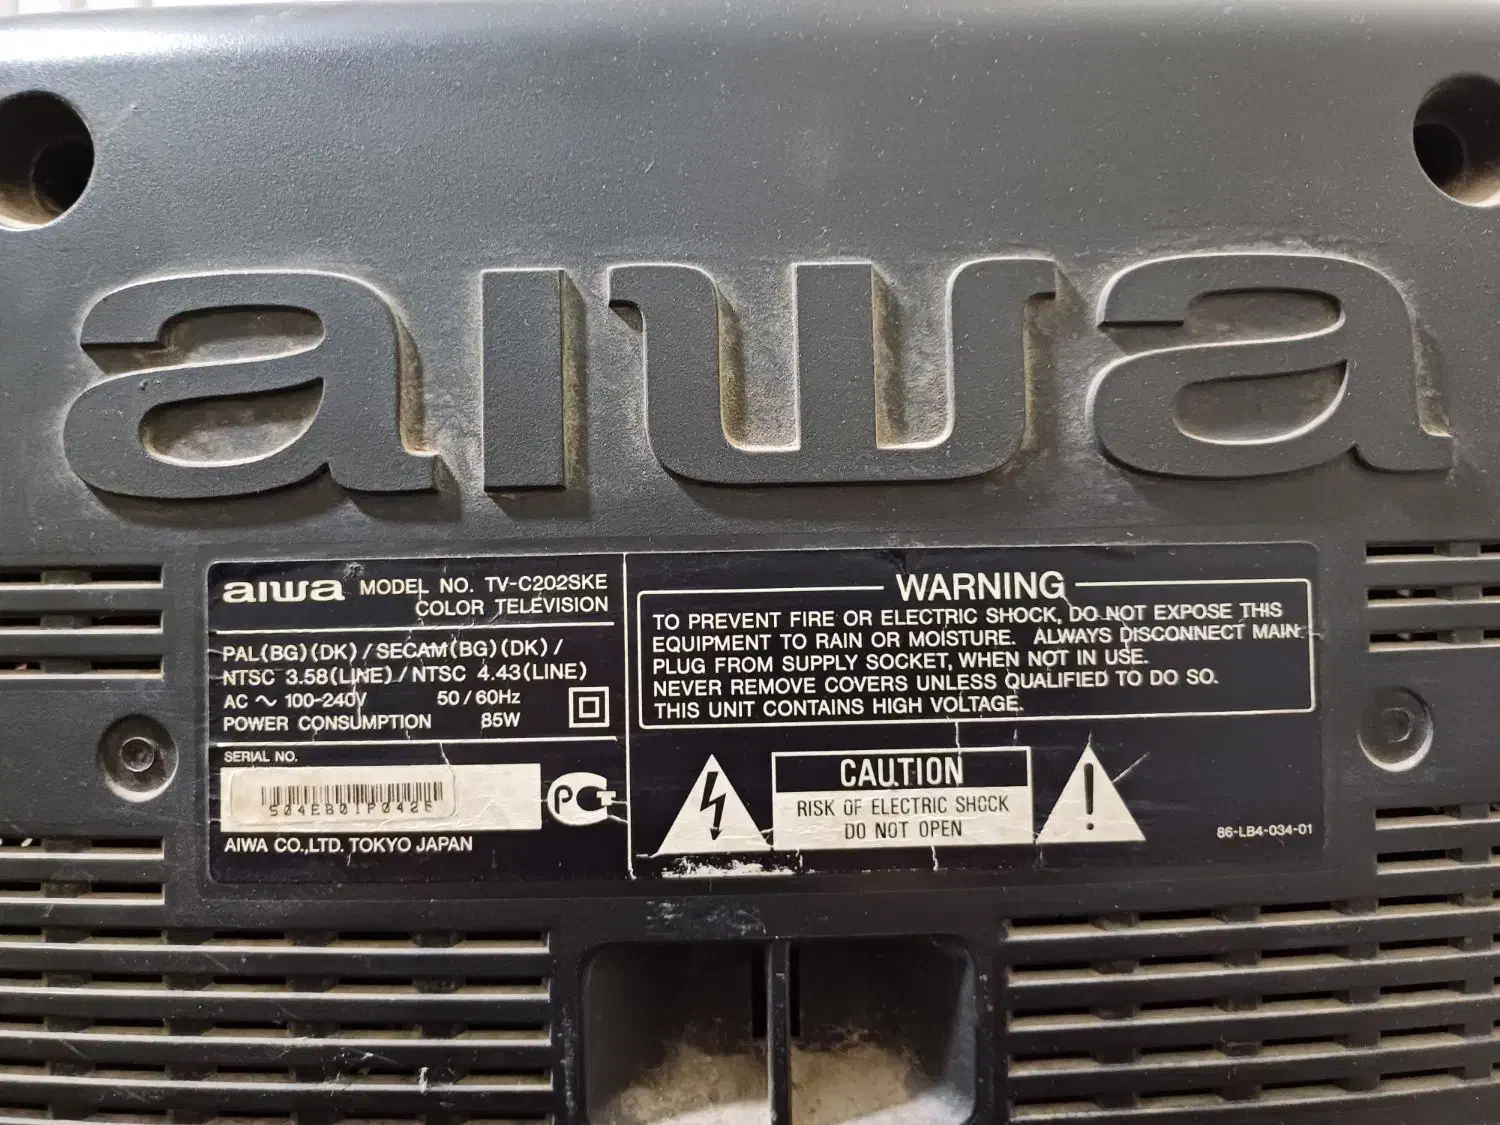 aiwa
aiwa MODEL NO. TV-C202SKE
COLOR TELEVISION
PAL(BG)(DK)/SECAM(BG)(DK)/
NTSC 3.58(LINE)/NTSC 4.43(LINE)
AC ~ 100-240V 50/60Hz
POWER CONSUMPTION 85W
SERIAL NO.
AIWA CO.,LTD. TOKYO JAPAN
WARNING
TO PREVENT FIRE OR ELECTRIC SHOCK, DO NOT EXPOSE THIS
EQUIPMENT TO RAIN OR MOISTURE. ALWAYS DISCONNECT MAIN
PLUG FROM SUPPLY SOCKET, WHEN NOT IN USE.
NEVER REMOVE COVERS UNLESS QUALIFIED TO DO SO.
THIS UNIT CONTAINS HIGH VOLTAGE.
CAUTION
RISK OF ELECTRIC SHOCK
DO NOT OPEN
86-LB4-034-01